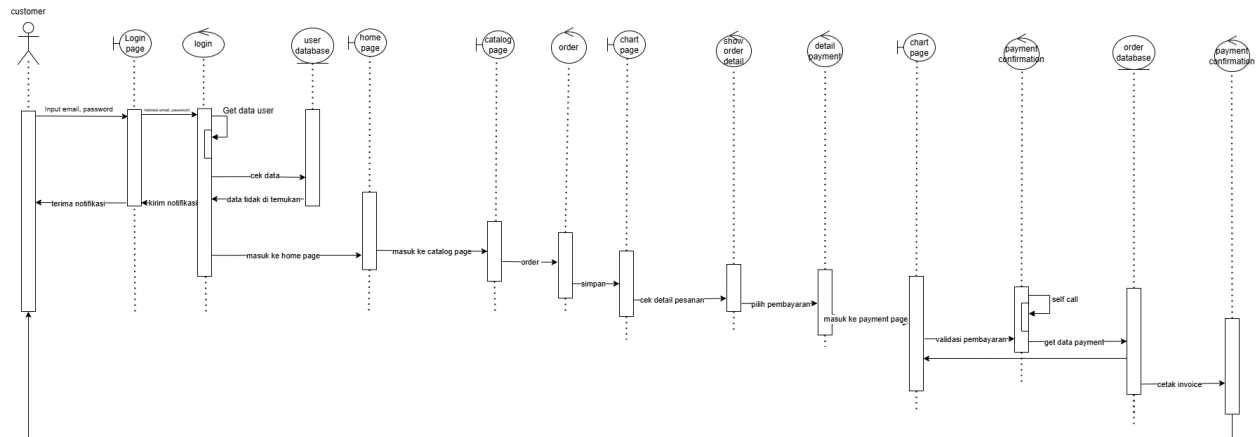 customer
Login
page
login
user
database
home
page
catalog
page
order
chart
page
show
order
detail
detail
payment
chart
page
payment
confirmation
order
database
payment
confirmation
Input email, password
Validasi email, password
Get data user
cek data
terima notifikasi
kirim notifikasi
data tidak di temukan
masuk ke home page
masuk ke catalog page
order
simpan
cek detail pesanan
pilih pembayaran
masuk ke payment page
self call
validasi pembayaran
get data payment
cetak invoice